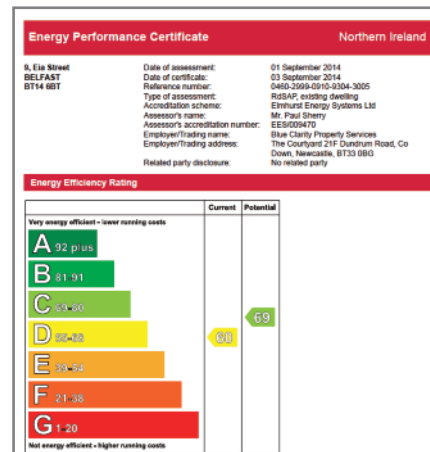 Energy Performance Certificate Northern Ireland
9, Eia Street
BELFAST
BT14 6BT
Date of assessment: 01 September 2014
Date of certificate: 03 September 2014
Reference number: 0460-2999-0910-9304-3005
Type of assessment: RdSAP, existing dwelling
Accreditation scheme: Elmhurst Energy Systems Ltd
Assessor's name: Mr. Paul Sherry
Assessor's accreditation number: EES/009470
Employer/Trading name: Blue Clarity Property Services
Employer/Trading address: The Courtyard 21F Dundrum Road, Co
Down, Newcastle, BT33 0BG
Related party disclosure: No related party
Energy Efficiency Rating
Current Potential
Very energy efficient - lower running costs
A 92 plus
B 81-91
C 69-80
69
D 55-68
60
E 39-54
F 21-38
G 1-20
Not energy efficient - higher running costs